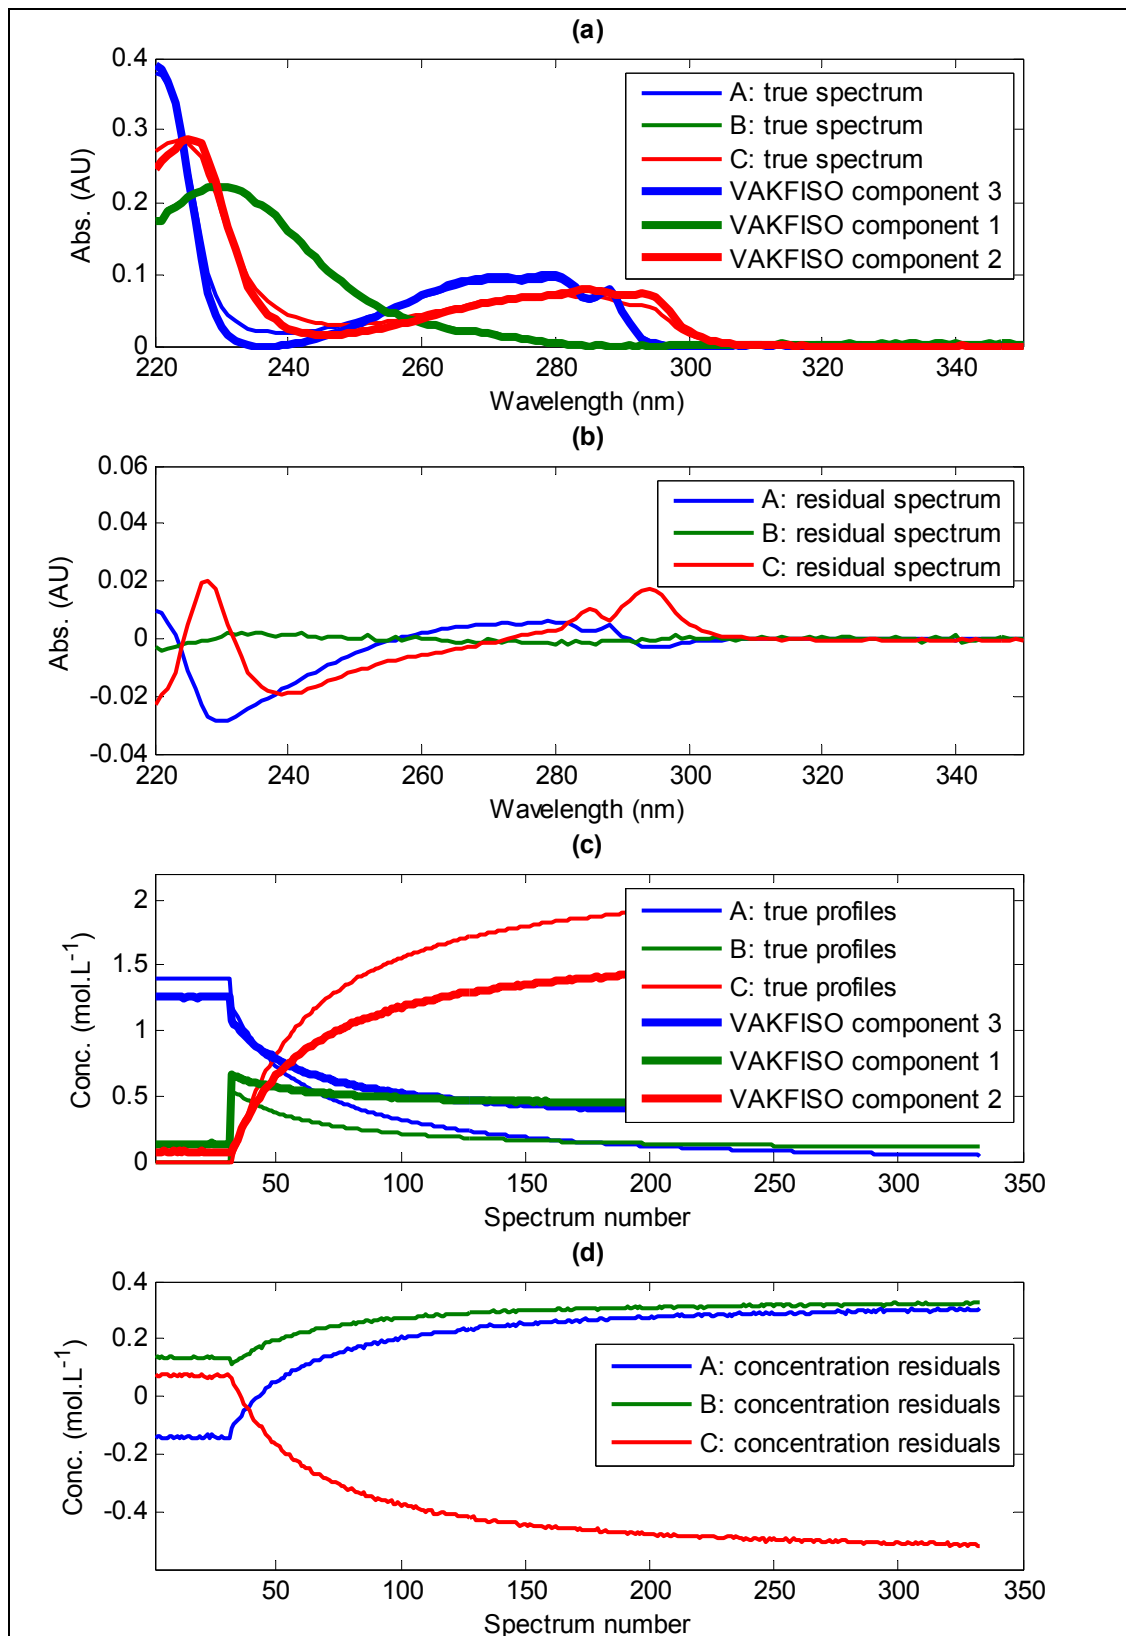 (a)
Abs. (AU)
0.4
0.3
0.2
0.1
0
A: true spectrum
B: true spectrum
C: true spectrum
VAKFISO component 3
VAKFISO component 1
VAKFISO component 2
220 240 260 280 300 320 340
Wavelength (nm)
(b)
Abs. (AU)
0.06
0.04
0.02
0
-0.02
-0.04
A: residual spectrum
B: residual spectrum
C: residual spectrum
220 240 260 280 300 320 340
Wavelength (nm)
(c)
Conc. (mol.L⁻¹)
2
1.5
1
0.5
0
A: true profiles
B: true profiles
C: true profiles
VAKFISO component 3
VAKFISO component 1
VAKFISO component 2
50 100 150 200 250 300 350
Spectrum number
(d)
Conc. (mol.L⁻¹)
0.4
0.2
0
-0.2
-0.4
A: concentration residuals
B: concentration residuals
C: concentration residuals
50 100 150 200 250 300 350
Spectrum number